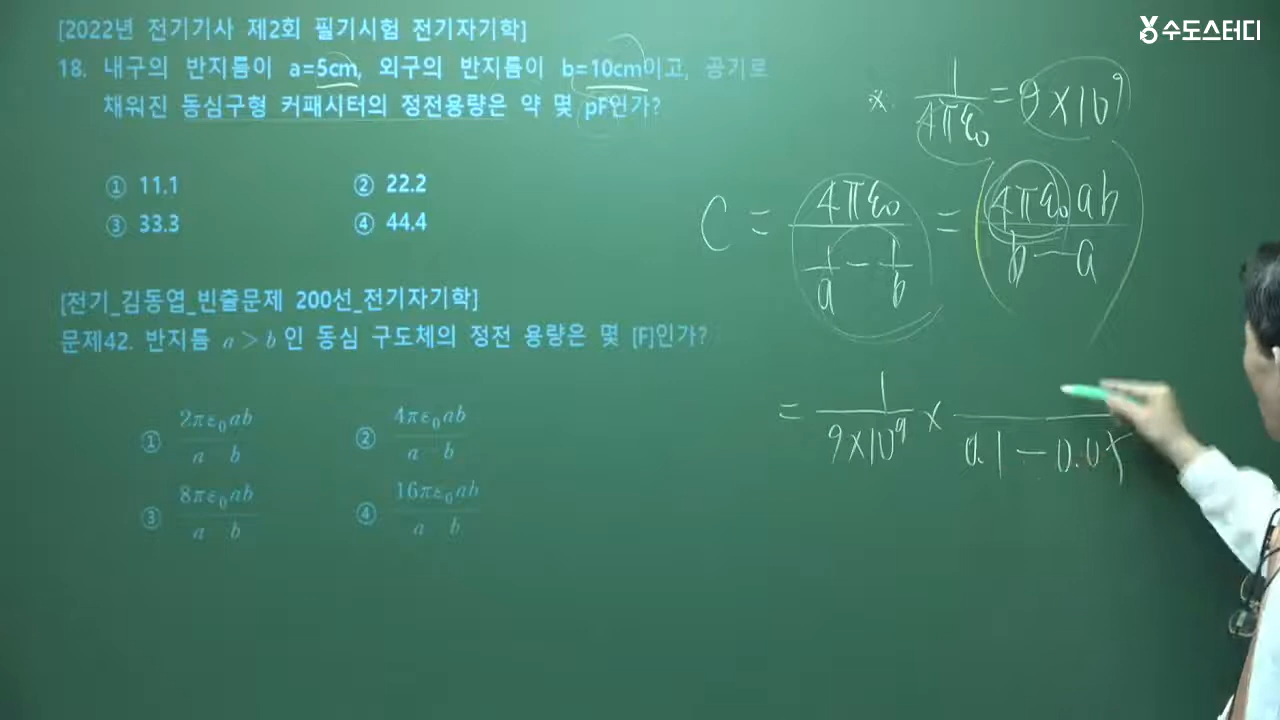 수도스터디
[2022년 전기기사 제2회 필기시험 전기자기학]
18. 내구의 반지름이 a=5cm, 외구의 반지름이 b=10cm이고, 공기로
채워진 동심구형 커패시터의 정전용량은 약 몇 pF인가?
① 11.1 ② 22.2
③ 33.3 ④ 44.4
[전기_김동엽_빈출문제 200선_전기자기학]
문제42. 반지름 a > b 인 동심 구도체의 정전 용량은 몇 [F]인가?
① 2πε₀ab / a b ② 4πε₀ab / a b
③ 8πε₀ab / a b ④ 16πε₀ab / a b
※ 1/4πε₀ = 9×10⁹
C = 4πε₀ / (1/a − 1/b) = 4πε₀ab / b−a
= 1/9×10⁹ × /0.1−0.05